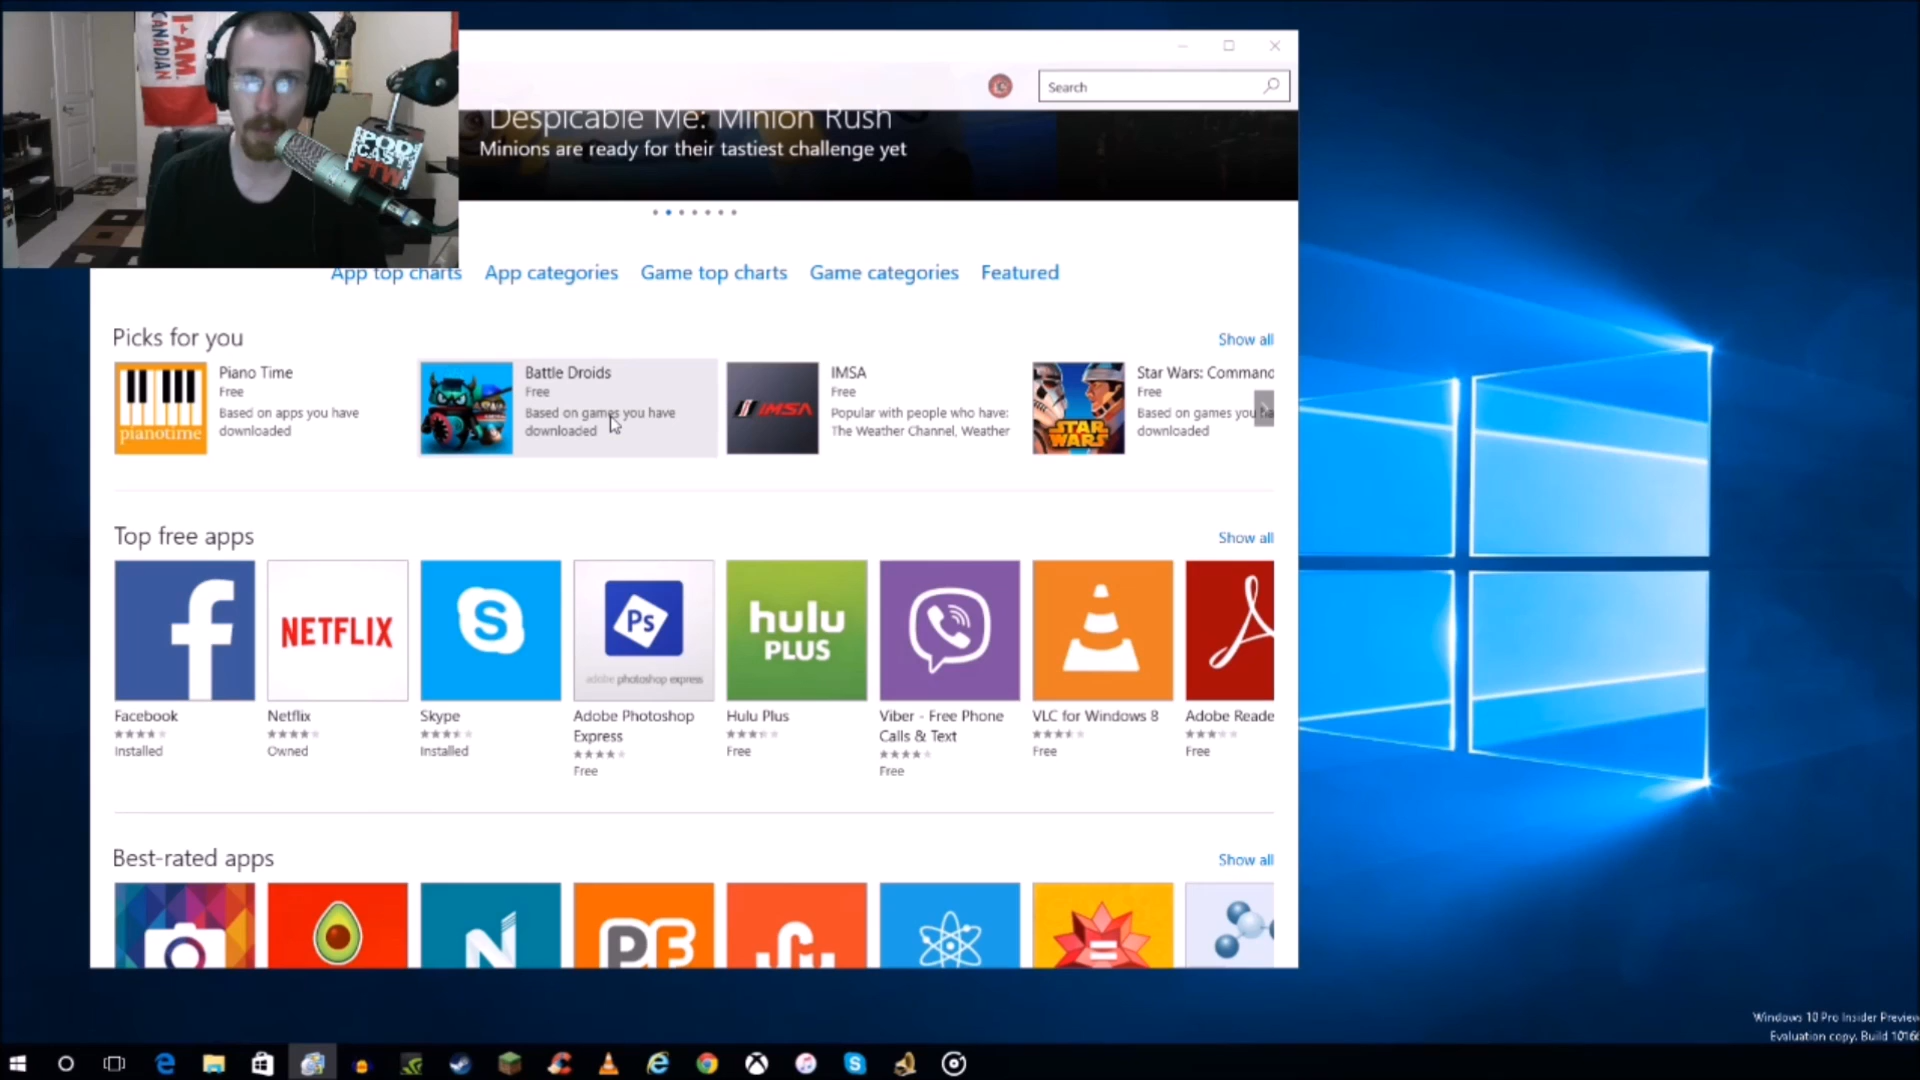 I AM
CANADIAN
POD
CAST
FTW
Search
Despicable Me: Minion Rush
Minions are ready for their tastiest challenge yet
App top charts
App categories
Game top charts
Game categories
Featured
Picks for you
Show all
Piano Time
Free
Based on apps you have
downloaded
pianotime
Battle Droids
Free
Based on games you have
downloaded
IMSA
IMSA
Free
Popular with people who have:
The Weather Channel, Weather
STAR
WARS
Star Wars: Command
Free
Based on games you ha
downloaded
Top free apps
Show all
NETFLIX
Ps
adobe photoshop express
hulu
PLUS
Facebook
Installed
Netflix
Owned
Skype
Installed
Adobe Photoshop
Express
Free
Hulu Plus
Free
Viber - Free Phone
Calls & Text
Free
VLC for Windows 8
Free
Adobe Reade
Free
Best-rated apps
Show all
Windows 10 Pro Insider Preview
Evaluation copy. Build 10166